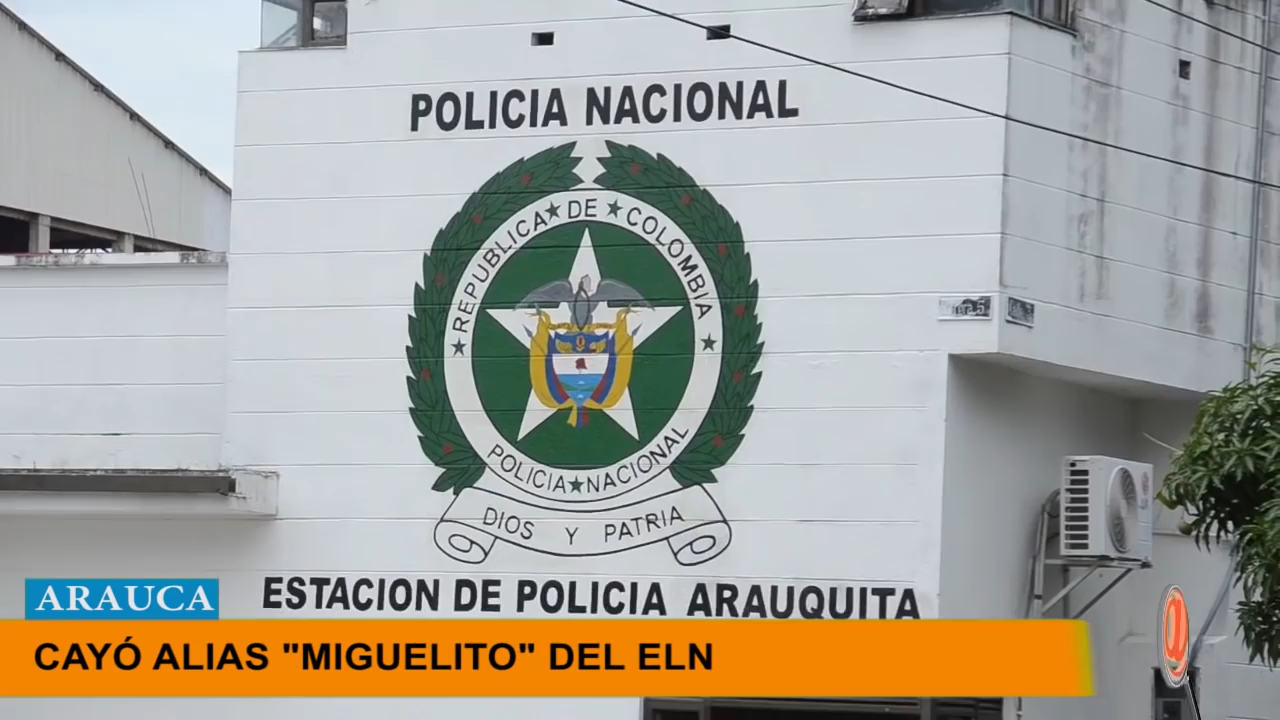 POLICIA NACIONAL
REPUBLICA★DE★COLOMBIA
POLICIA★NACIONAL
DIOS Y PATRIA
ESTACION DE POLICIA ARAUQUITA
ARAUCA
CAYÓ ALIAS "MIGUELITO" DEL ELN
@